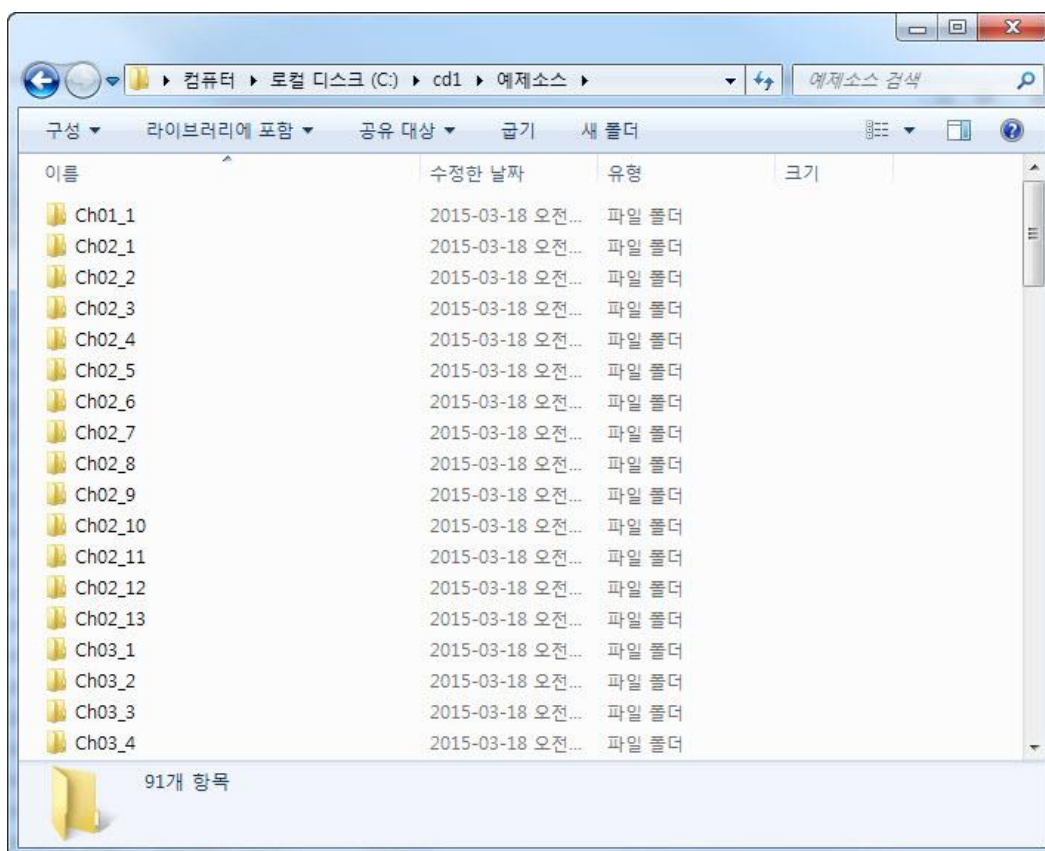 컴퓨터 ▸ 로컬 디스크 (C:) ▸ cd1 ▸ 예제소스 ▸ 예제소스 검색
구성 라이브러리에 포함 공유 대상 굽기 새 폴더
이름 수정한 날짜 유형 크기
Ch01_1 2015-03-18 오전... 파일 폴더
Ch02_1 2015-03-18 오전... 파일 폴더
Ch02_2 2015-03-18 오전... 파일 폴더
Ch02_3 2015-03-18 오전... 파일 폴더
Ch02_4 2015-03-18 오전... 파일 폴더
Ch02_5 2015-03-18 오전... 파일 폴더
Ch02_6 2015-03-18 오전... 파일 폴더
Ch02_7 2015-03-18 오전... 파일 폴더
Ch02_8 2015-03-18 오전... 파일 폴더
Ch02_9 2015-03-18 오전... 파일 폴더
Ch02_10 2015-03-18 오전... 파일 폴더
Ch02_11 2015-03-18 오전... 파일 폴더
Ch02_12 2015-03-18 오전... 파일 폴더
Ch02_13 2015-03-18 오전... 파일 폴더
Ch03_1 2015-03-18 오전... 파일 폴더
Ch03_2 2015-03-18 오전... 파일 폴더
Ch03_3 2015-03-18 오전... 파일 폴더
Ch03_4 2015-03-18 오전... 파일 폴더
91개 항목